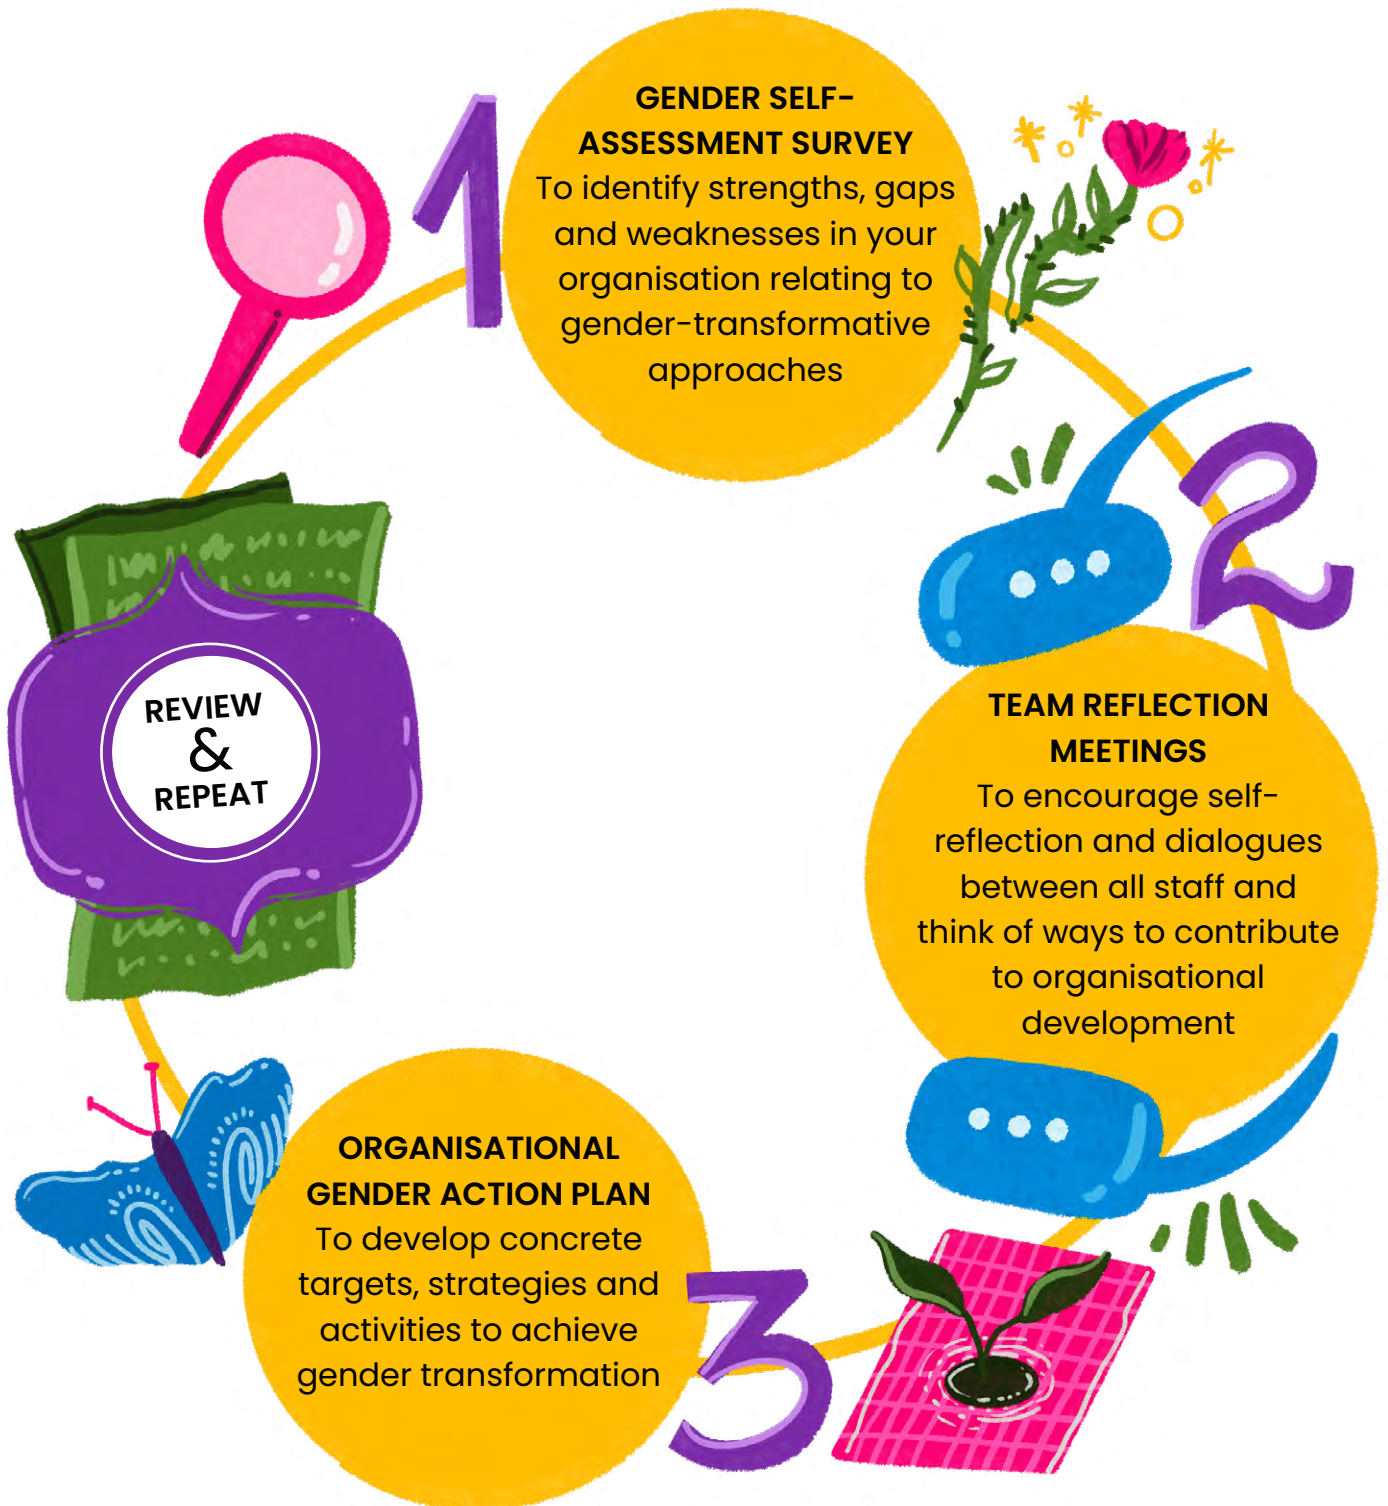 1
GENDER SELF-
ASSESSMENT SURVEY
To identify strengths, gaps
and weaknesses in your
organisation relating to
gender-transformative
approaches
2
TEAM REFLECTION
MEETINGS
To encourage self-
reflection and dialogues
between all staff and
think of ways to contribute
to organisational
development
3
ORGANISATIONAL
GENDER ACTION PLAN
To develop concrete
targets, strategies and
activities to achieve
gender transformation
REVIEW
&
REPEAT